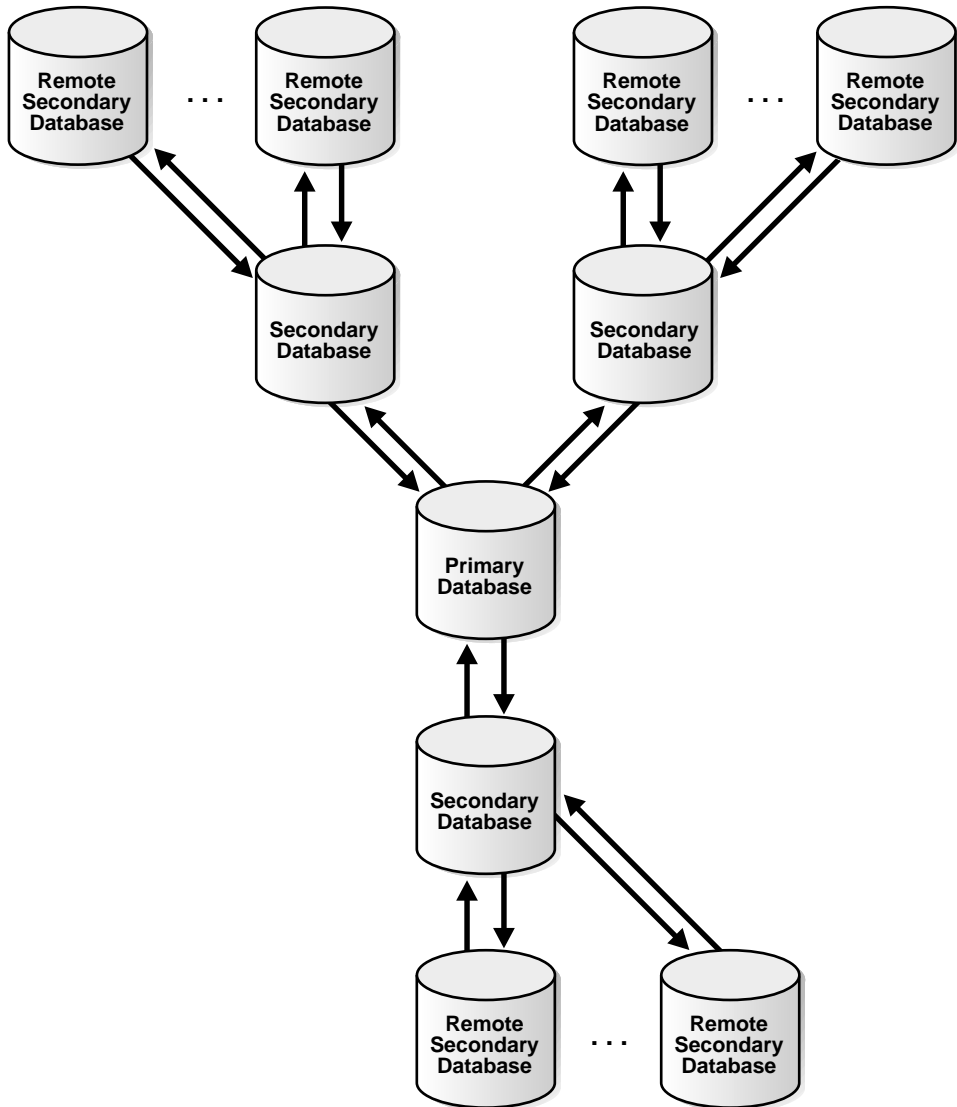 Remote
Secondary
Database
. . .
Remote
Secondary
Database
Remote
Secondary
Database
. . .
Remote
Secondary
Database
Secondary
Database
Secondary
Database
Primary
Database
Secondary
Database
Remote
Secondary
Database
. . .
Remote
Secondary
Database